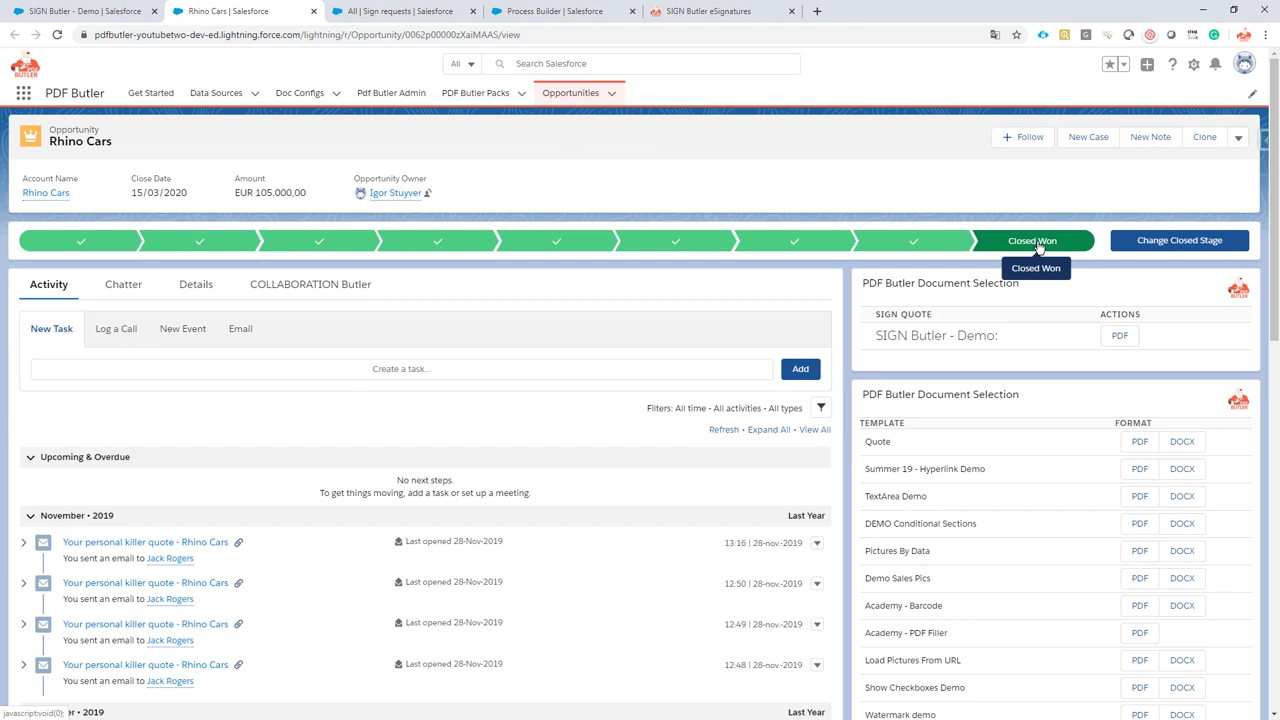 SIGN Butler - Demo | Salesforce
Rhino Cars | Salesforce
All | Sign requests | Salesforce
Process Builder | Salesforce
SIGN Butler eSignatures
pdfbutler-youtubetwo-dev-ed.lightning.force.com/lightning/r/Opportunity/0062p00000zXaiMAAS/view
All
Search Salesforce
BUTLER
PDF Butler
Get Started
Data Sources
Doc Configs
Pdf Butler Admin
PDF Butler Packs
Opportunities
Opportunity
Rhino Cars
Follow
New Case
New Note
Clone
Account Name
Close Date
Amount
Opportunity Owner
Rhino Cars
15/03/2020
EUR 105.000,00
Igor Stuyver
Closed Won
Change Closed Stage
Closed Won
Activity
Chatter
Details
COLLABORATION Butler
New Task
Log a Call
New Event
Email
Create a task...
Add
Filters: All time • All activities • All types
Refresh • Expand All • View All
Upcoming & Overdue
No next steps.
To get things moving, add a task or set up a meeting.
November • 2019
Last Year
Your personal killer quote - Rhino Cars
Last opened 28-Nov-2019
13:16 | 28-nov.-2019
You sent an email to Jack Rogers
Your personal killer quote - Rhino Cars
Last opened 28-Nov-2019
12:50 | 28-nov.-2019
You sent an email to Jack Rogers
Your personal killer quote - Rhino Cars
Last opened 28-Nov-2019
12:49 | 28-nov.-2019
You sent an email to Jack Rogers
Your personal killer quote - Rhino Cars
Last opened 28-Nov-2019
12:48 | 28-nov.-2019
You sent an email to Jack Rogers
javascript:void(0);
er • 2019
Last Year
PDF Butler Document Selection
SIGN QUOTE
ACTIONS
SIGN Butler - Demo:
PDF
PDF Butler Document Selection
TEMPLATE
FORMAT
Quote
PDF
DOCX
Summer 19 - Hyperlink Demo
PDF
DOCX
TextArea Demo
PDF
DOCX
DEMO Conditional Sections
PDF
DOCX
Pictures By Data
PDF
DOCX
Demo Sales Pics
PDF
DOCX
Academy - Barcode
PDF
DOCX
Academy - PDF Filler
PDF
Load Pictures From URL
PDF
DOCX
Show Checkboxes Demo
PDF
DOCX
Watermark demo
PDF
DOCX